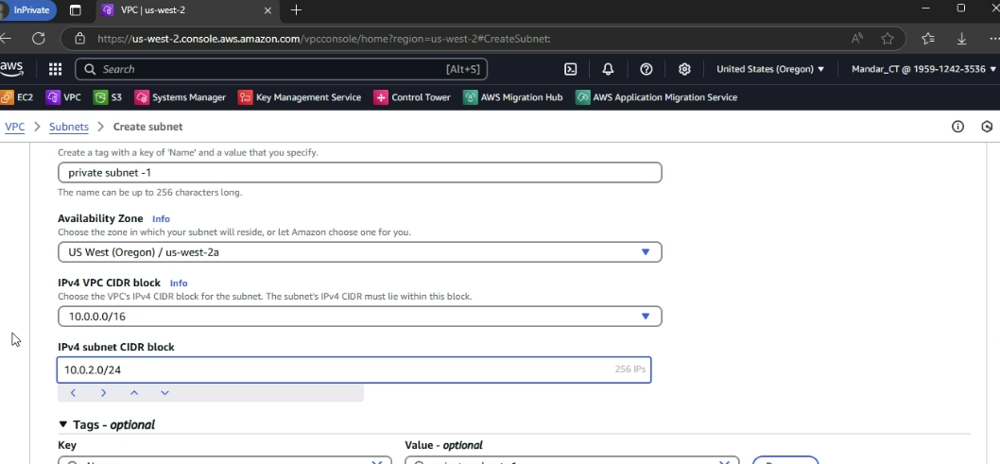 InPrivate
VPC | us-west-2
https://us-west-2.console.aws.amazon.com/vpcconsole/home?region=us-west-2#CreateSubnet:
aws
Search
[Alt+S]
United States (Oregon)
Mandar_CT @ 1959-1242-3536
EC2 VPC S3 Systems Manager Key Management Service Control Tower AWS Migration Hub AWS Application Migration Service
VPC > Subnets > Create subnet
Create a tag with a key of 'Name' and a value that you specify.
private subnet -1
The name can be up to 256 characters long.
Availability Zone Info
Choose the zone in which your subnet will reside, or let Amazon choose one for you.
US West (Oregon) / us-west-2a
IPv4 VPC CIDR block Info
Choose the VPC's IPv4 CIDR block for the subnet. The subnet's IPv4 CIDR must lie within this block.
10.0.0.0/16
IPv4 subnet CIDR block
10.0.2.0/24
256 IPs
Tags - optional
Key
Value - optional